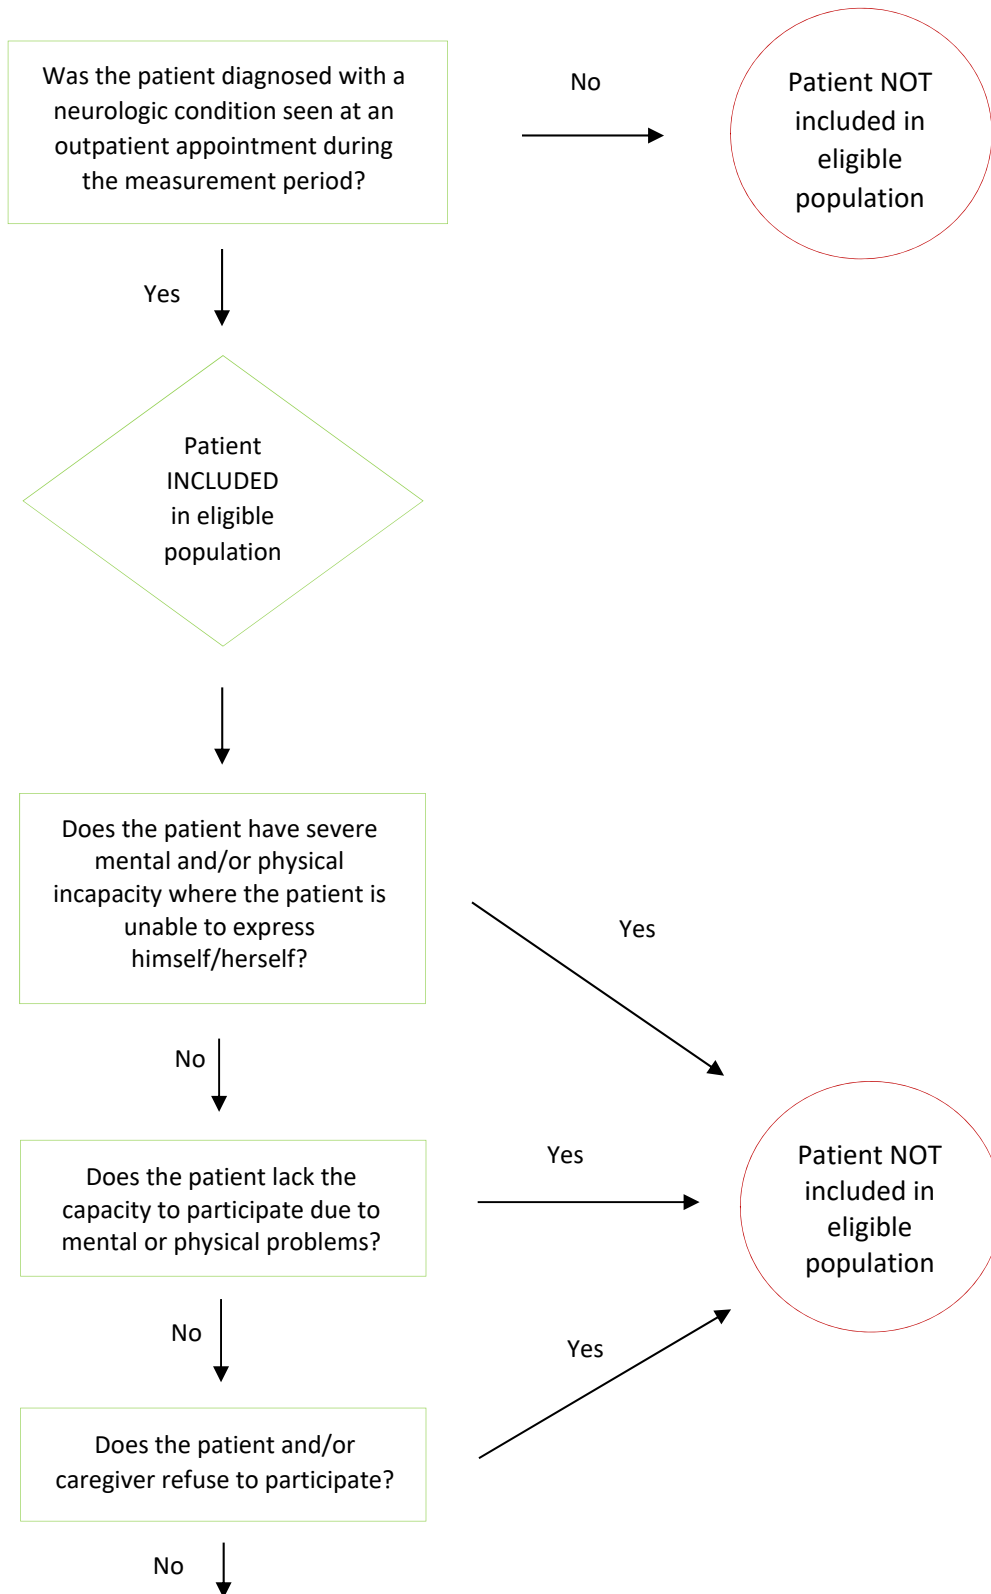 Was the patient diagnosed with a
neurologic condition seen at an
outpatient appointment during
the measurement period?
No
Patient NOT
included in
eligible
population
Yes
Patient
INCLUDED
in eligible
population
Does the patient have severe
mental and/or physical
incapacity where the patient is
unable to express
himself/herself?
Yes
No
Does the patient lack the
capacity to participate due to
mental or physical problems?
Yes
Patient NOT
included in
eligible
population
No
Yes
Does the patient and/or
caregiver refuse to participate?
No